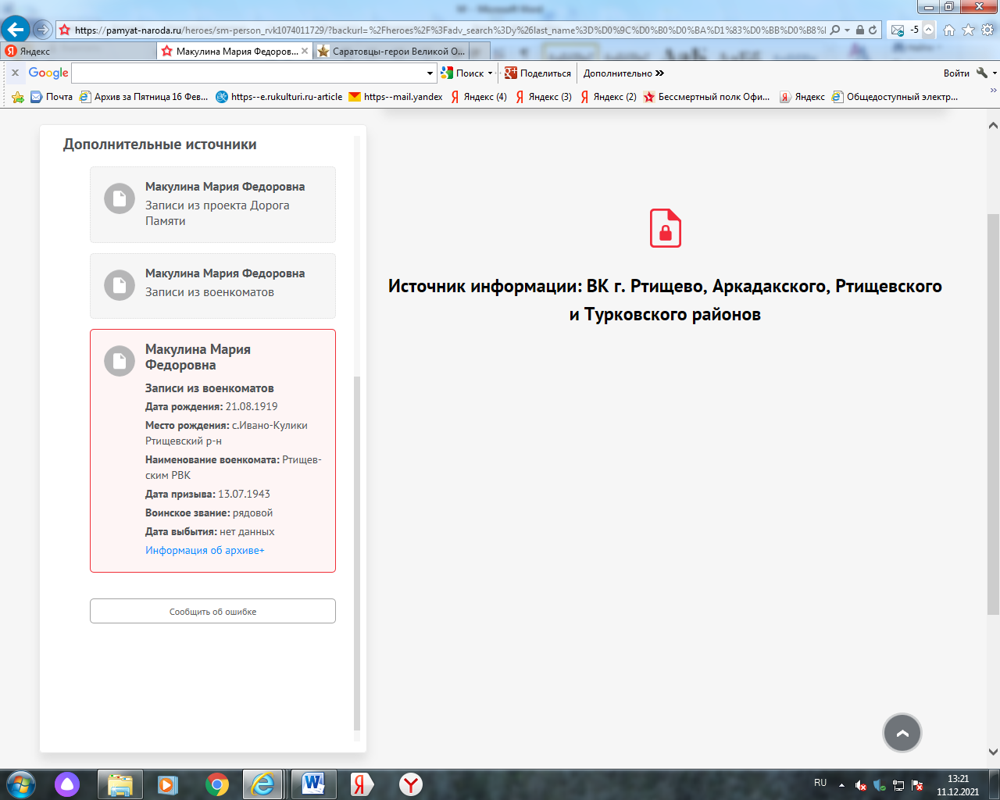 https://pamyat-naroda.ru/heroes/sm-person_rvk1074011729/?backurl=%2Fheroes%2F%3Fadv_search%3Dy%26last_name%3D%D0%9C%D0%B0%D0%BA%D1%83%D0%BB%D0%B8%I
-5
Яндекс
Макулина Мария Федоров...
Саратовцы-герои Великой О...
Google
Поиск
Поделиться
Дополнительно
Войти
Почта
Архив за Пятница 16 Фев...
https--e.rukulturi.ru-article
https--mail.yandex
Яндекс (4)
Яндекс (3)
Яндекс (2)
Бессмертный полк Офи...
Яндекс
Общедоступный электр...
Дополнительные источники
Макулина Мария Федоровна
Записи из проекта Дорога
Памяти
Макулина Мария Федоровна
Записи из военкоматов
Макулина Мария
Федоровна
Записи из военкоматов
Дата рождения: 21.08.1919
Место рождения: с.Ивано-Кулики
Ртищевский р-н
Наименование военкомата: Ртищев-
ским РВК
Дата призыва: 13.07.1943
Воинское звание: рядовой
Дата выбытия: нет данных
Информация об архиве+
Сообщить об ошибке
Источник информации: ВК г. Ртищево, Аркадакского, Ртищевского
и Турковского районов
RU
13:21
11.12.2021